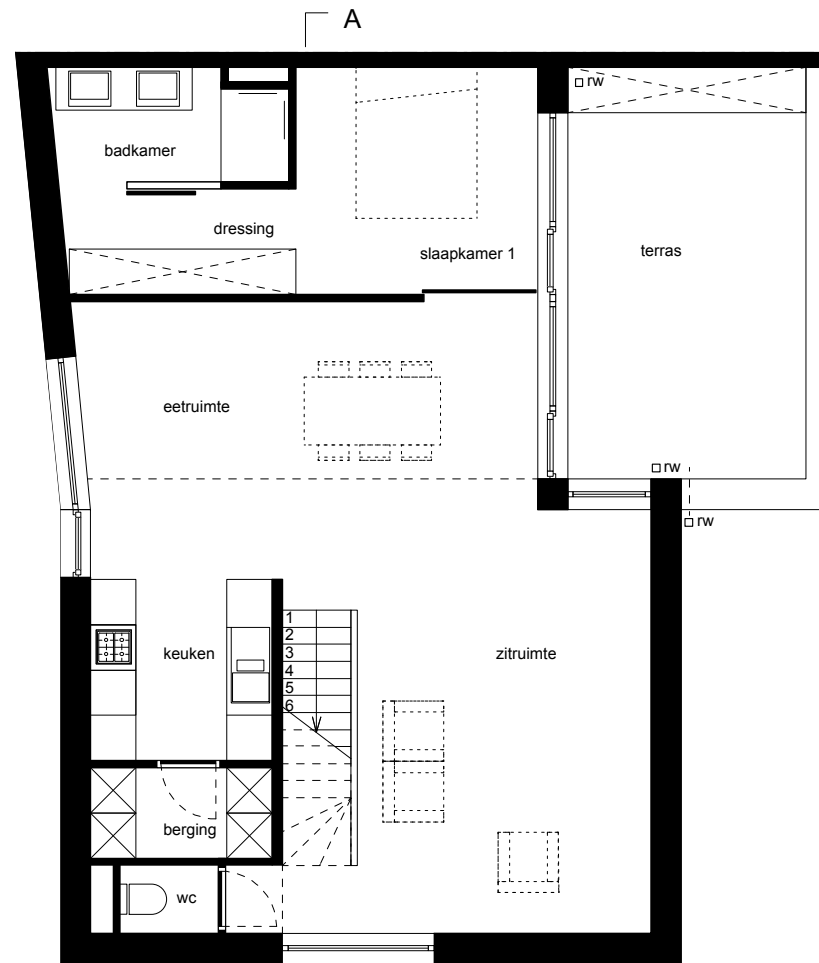 A
rw
badkamer
dressing
slaapkamer 1
terras
eetruimte
rw
rw
1
2
3
4
5
6
keuken
zitruimte
berging
wc